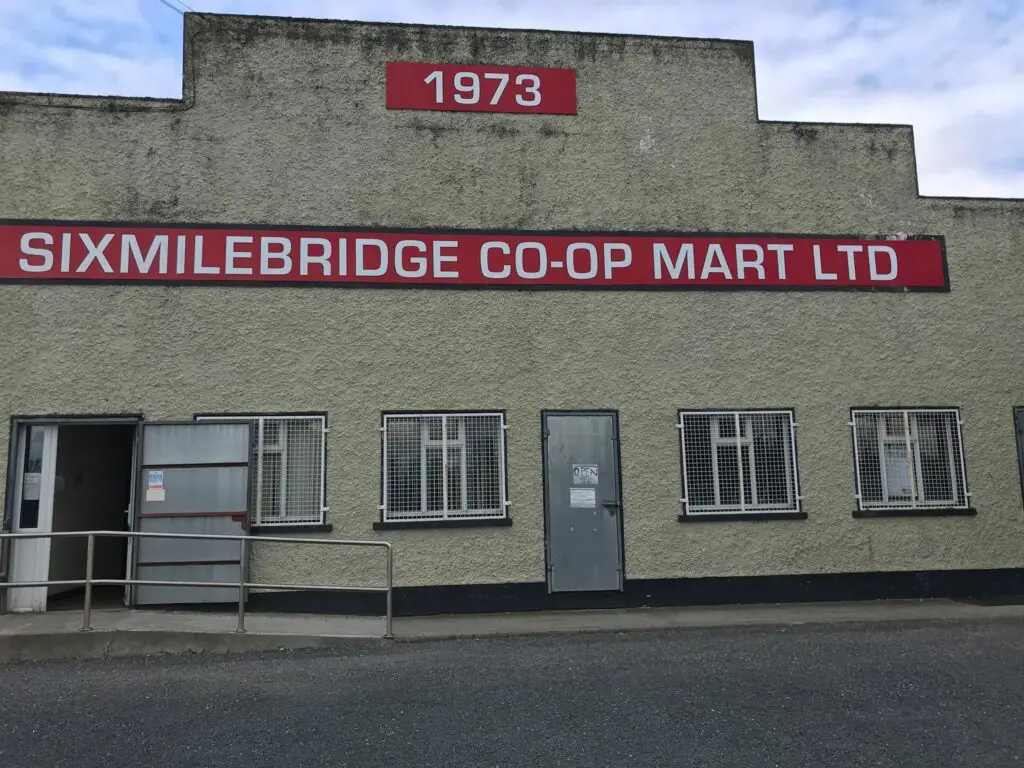 1973
SIXMILEBRIDGE CO-OP MART LTD
OPEN